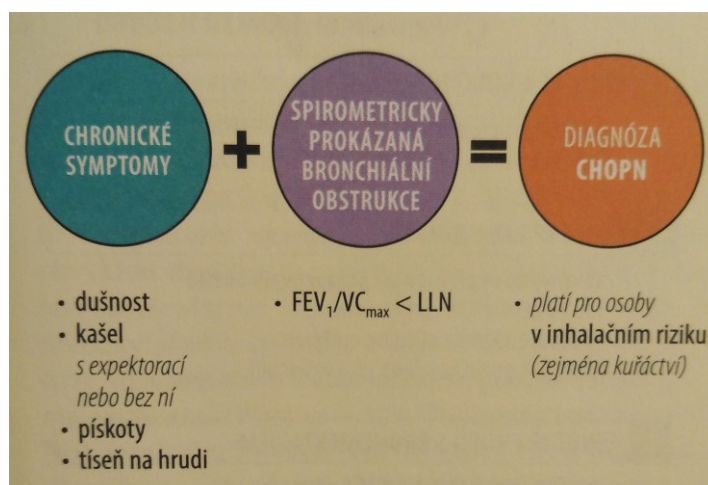 CHRONICKÉ
SYMPTOMY
+
SPIROMETRICKY
PROKÁZANÁ
BRONCHIÁLNÍ
OBSTRUKCE
=
DIAGNÓZA
CHOPN
• dušnost
• kašel
s expektorací
nebo bez ní
• pískoty
• tíseň na hrudi
• FEV₁/VCmax < LLN
• platí pro osoby
v inhalačním riziku
(zejména kuřáctví)